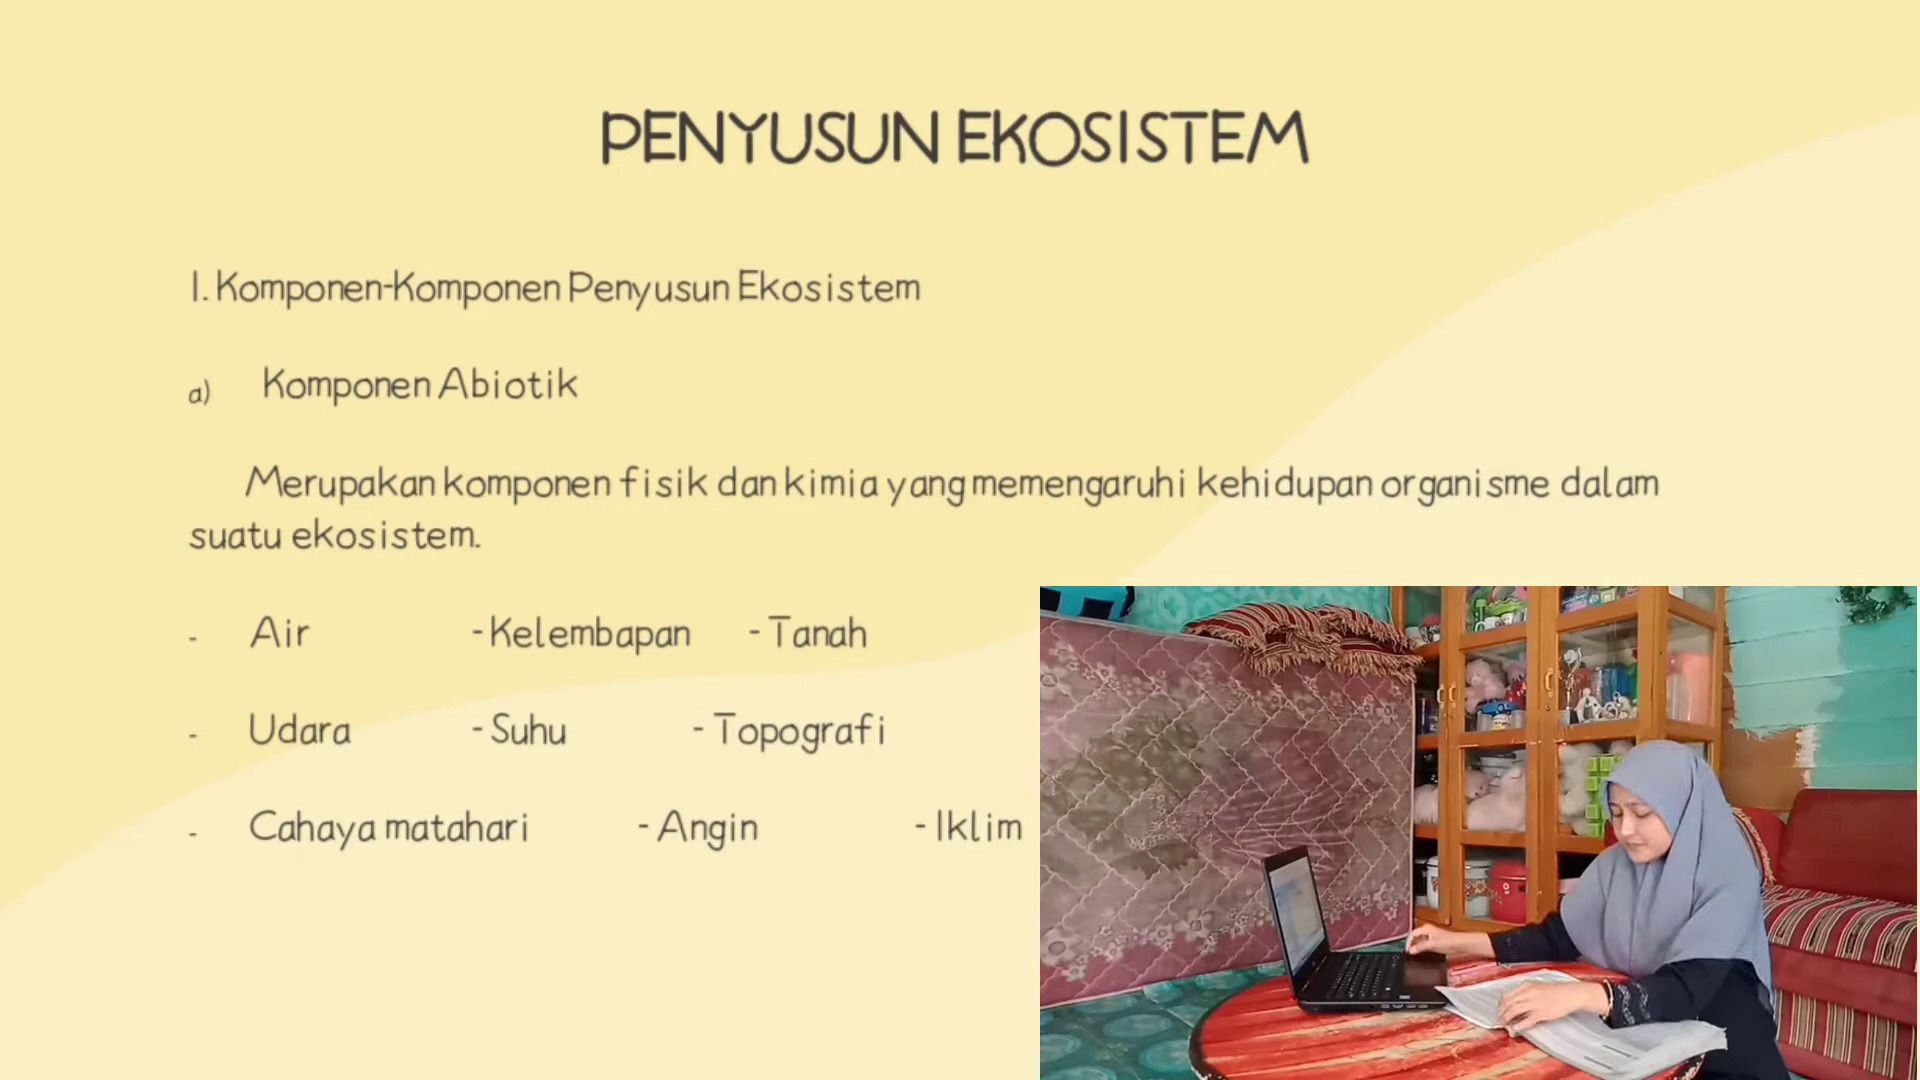 PENYUSUN EKOSISTEM
1. Komponen-Komponen Penyusun Ekosistem
a) Komponen Abiotik
Merupakan komponen fisik dan kimia yang memengaruhi kehidupan organisme dalam
suatu ekosistem.
- Air - Kelembapan - Tanah
- Udara - Suhu - Topografi
- Cahaya matahari - Angin - Iklim